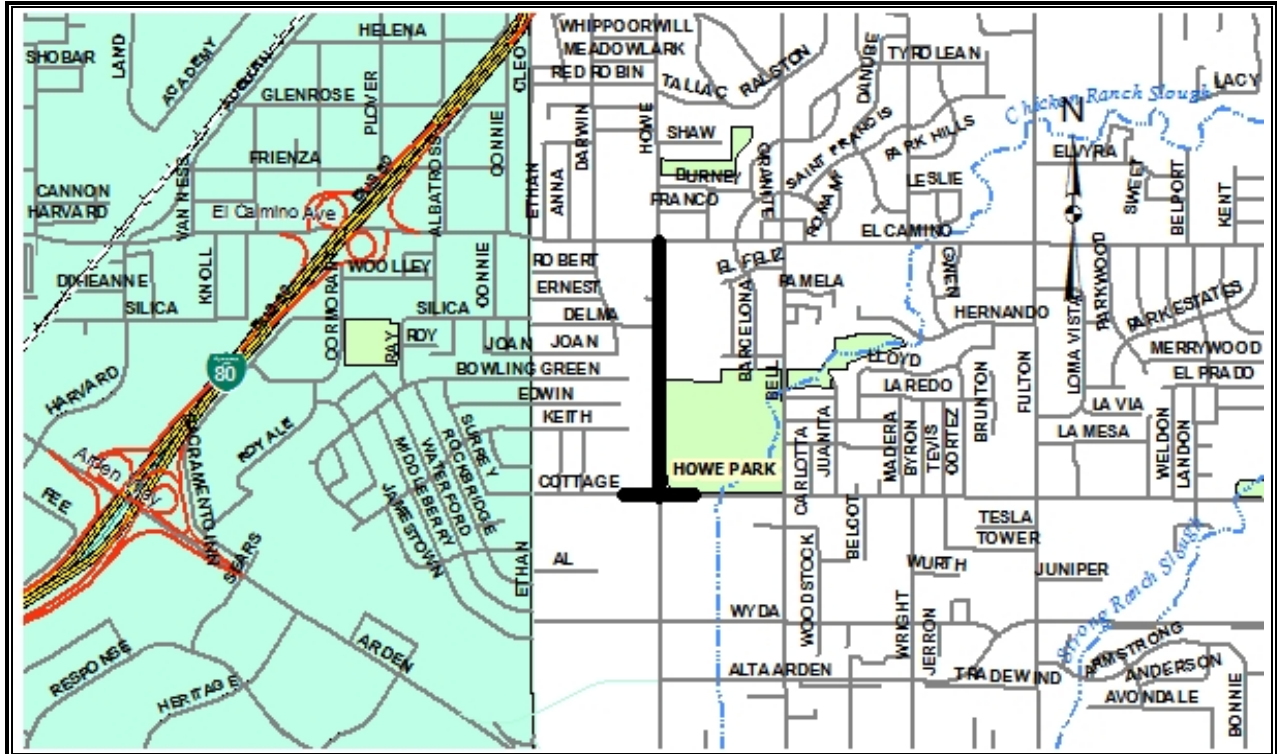 WHIPPOORWILL
HELENA
MEADOWLARK
SHOBAR
LAND
ACADEMY
CLEO
RED ROBIN
TALLAC
RALSTON
DANUBE
TYROLEAN
LACY
GLENROSE
PLOVER
Chicken Ranch Slough
N
CONNIE
DARWIN
HOWE
SHAW
SAINT FRANCIS
PARK HILLS
FRIENZA
ALBATROSS
BURNEY
ELVYRA
SWEET
BELPORT
KENT
CANNON
HARVARD
VAN NESS
El Camino Ave
ETHAN
ANNA
FRANCO
LESLIE
EL CAMINO
DIXIEANNE
KNOLL
WOOLLEY
CONNIE
ROBERT
EL FELIZ
PAMELA
ERNEST
SILICA
CORMORANT
SILICA
DELMA
BARCELONA
HERNANDO
LOMA VISTA
PARKWOOD
PARK ESTATES
ROY
RAY
JOAN
JOAN
BELL
LLOYD
MERRYWOOD
80
BOWLING GREEN
EL PRADO
HARVARD
EDWIN
LAREDO
BRUNTON
FULTON
LA VIA
KEITH
ROYALE
SURREY
ROCKBRIDGE
WATERFORD
MIDDLEBERRY
JAMESTOWN
CARLOTTA
JUANITA
MADERA
BYRON
TEVIS
CORTEZ
LA MESA
WELDON
LANDON
Arden Way
SACRAMENTO INN
HOWE PARK
COTTAGE
FEE
SEARS
ETHAN
AL
BELCOT
TESLA
TOWER
WOODSTOCK
WURTH
JUNIPER
Strong Ranch Slough
WYDA
WRIGHT
JERRON
ARDEN
RESPONSE
HERITAGE
ALTA ARDEN
TRADEWIND
ARMSTRONG
ANDERSON
AVONDALE
BONNIE